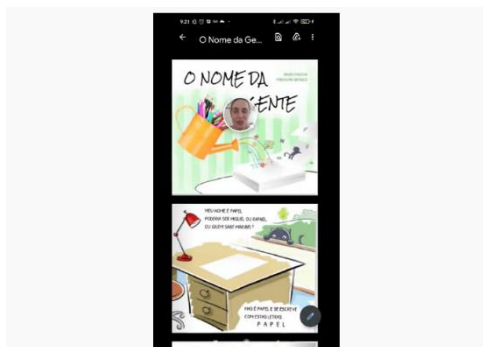 9:21
O Nome da Ge...
O NOME DA
GENTE
MEU NOME É PAPEL.
PODERIA SER MIGUEL OU RAFAEL,
OU QUEM SABE MANUEL?
MAS É PAPEL E SE ESCREVE
COM ESTAS LETRAS:
P A P E L